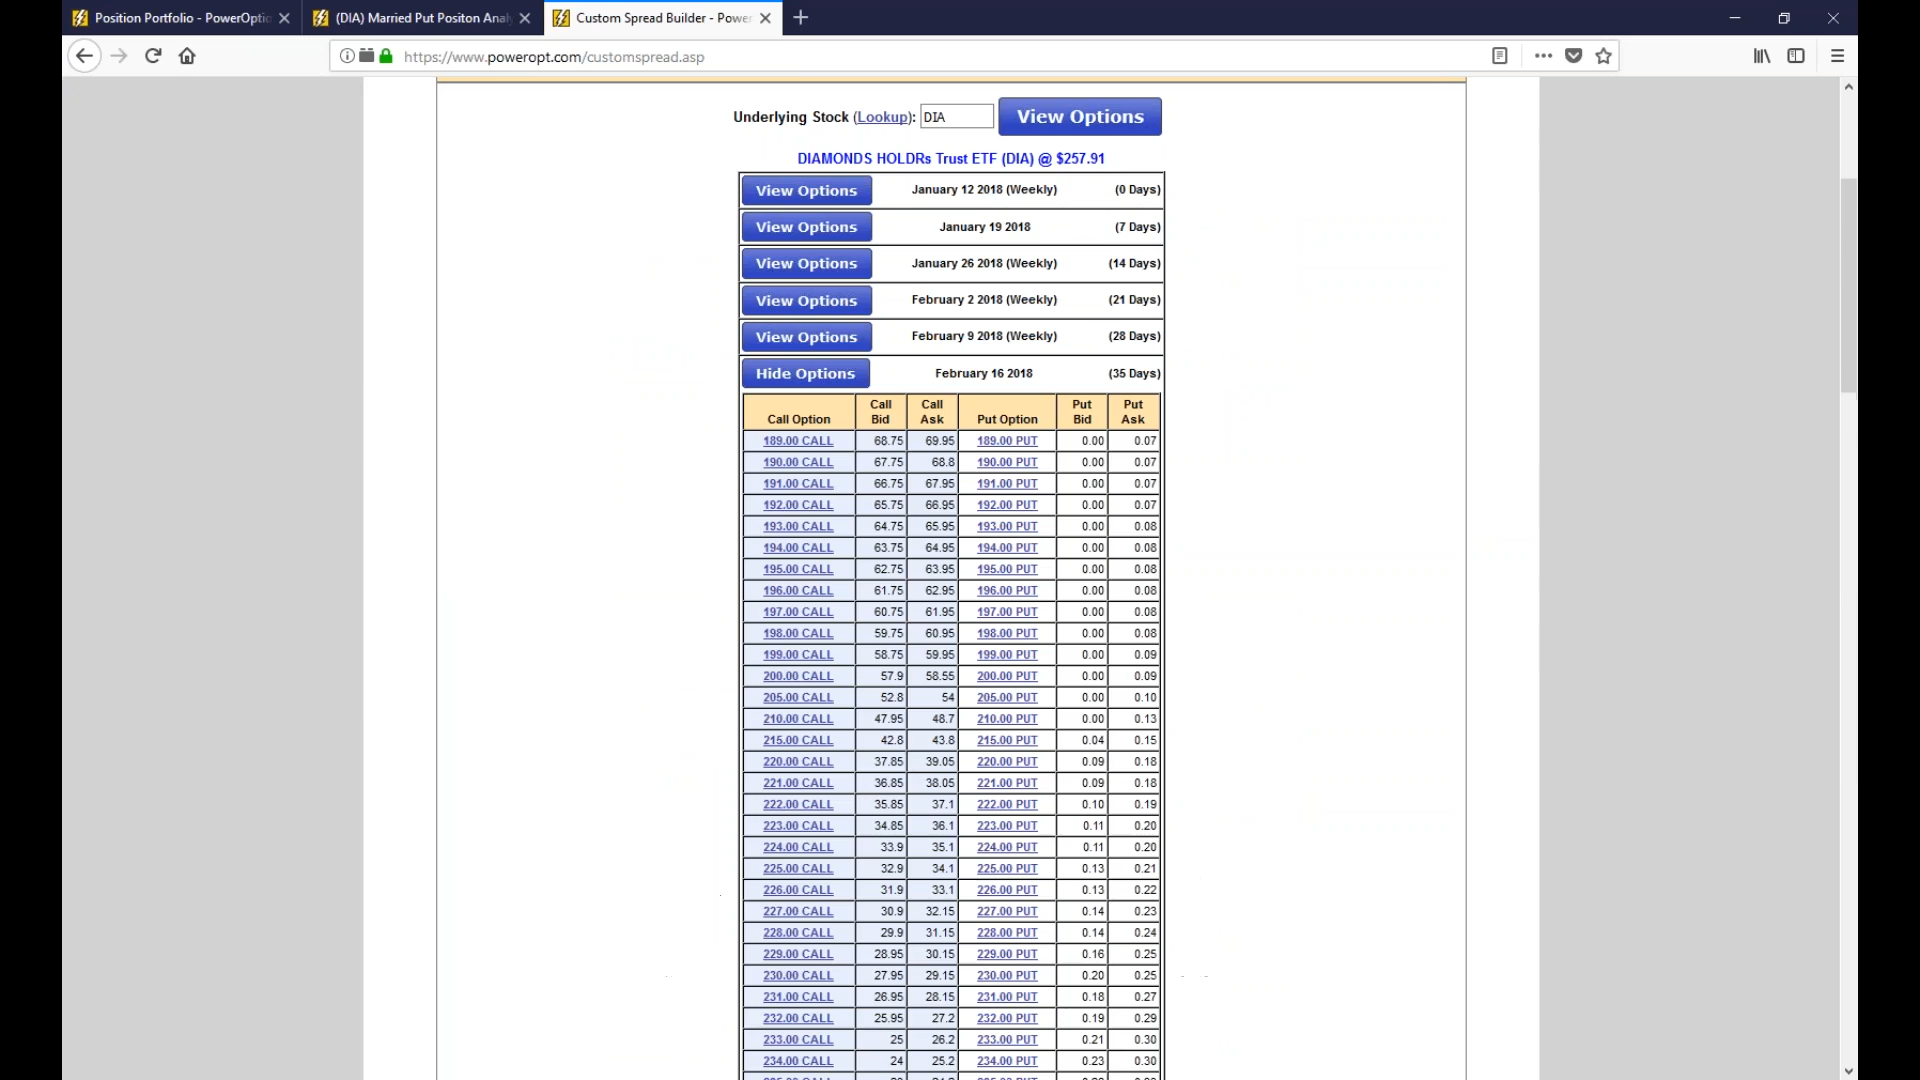 Position Portfolio - PowerOptio
(DIA) Married Put Positon Anal
Custom Spread Builder - Power
https://www.poweropt.com/customspread.asp
Underlying Stock (Lookup): DIA View Options
DIAMONDS HOLDRs Trust ETF (DIA) @ $257.91
View Options January 12 2018 (Weekly) (0 Days)
View Options January 19 2018 (7 Days)
View Options January 26 2018 (Weekly) (14 Days)
View Options February 2 2018 (Weekly) (21 Days)
View Options February 9 2018 (Weekly) (28 Days)
Hide Options February 16 2018 (35 Days)
Call Option Call Bid Call Ask Put Option Put Bid Put Ask
189.00 CALL 68.75 69.95 189.00 PUT 0.00 0.07
190.00 CALL 67.75 68.8 190.00 PUT 0.00 0.07
191.00 CALL 66.75 67.95 191.00 PUT 0.00 0.07
192.00 CALL 65.75 66.95 192.00 PUT 0.00 0.07
193.00 CALL 64.75 65.95 193.00 PUT 0.00 0.08
194.00 CALL 63.75 64.95 194.00 PUT 0.00 0.08
195.00 CALL 62.75 63.95 195.00 PUT 0.00 0.08
196.00 CALL 61.75 62.95 196.00 PUT 0.00 0.08
197.00 CALL 60.75 61.95 197.00 PUT 0.00 0.08
198.00 CALL 59.75 60.95 198.00 PUT 0.00 0.08
199.00 CALL 58.75 59.95 199.00 PUT 0.00 0.09
200.00 CALL 57.9 58.55 200.00 PUT 0.00 0.09
205.00 CALL 52.8 54 205.00 PUT 0.00 0.10
210.00 CALL 47.95 48.7 210.00 PUT 0.00 0.13
215.00 CALL 42.8 43.8 215.00 PUT 0.04 0.15
220.00 CALL 37.85 39.05 220.00 PUT 0.09 0.18
221.00 CALL 36.85 38.05 221.00 PUT 0.09 0.18
222.00 CALL 35.85 37.1 222.00 PUT 0.10 0.19
223.00 CALL 34.85 36.1 223.00 PUT 0.11 0.20
224.00 CALL 33.9 35.1 224.00 PUT 0.11 0.20
225.00 CALL 32.9 34.1 225.00 PUT 0.13 0.21
226.00 CALL 31.9 33.1 226.00 PUT 0.13 0.22
227.00 CALL 30.9 32.15 227.00 PUT 0.14 0.23
228.00 CALL 29.9 31.15 228.00 PUT 0.14 0.24
229.00 CALL 28.95 30.15 229.00 PUT 0.16 0.25
230.00 CALL 27.95 29.15 230.00 PUT 0.20 0.25
231.00 CALL 26.95 28.15 231.00 PUT 0.18 0.27
232.00 CALL 25.95 27.2 232.00 PUT 0.19 0.29
233.00 CALL 25 26.2 233.00 PUT 0.21 0.30
234.00 CALL 24 25.2 234.00 PUT 0.23 0.30